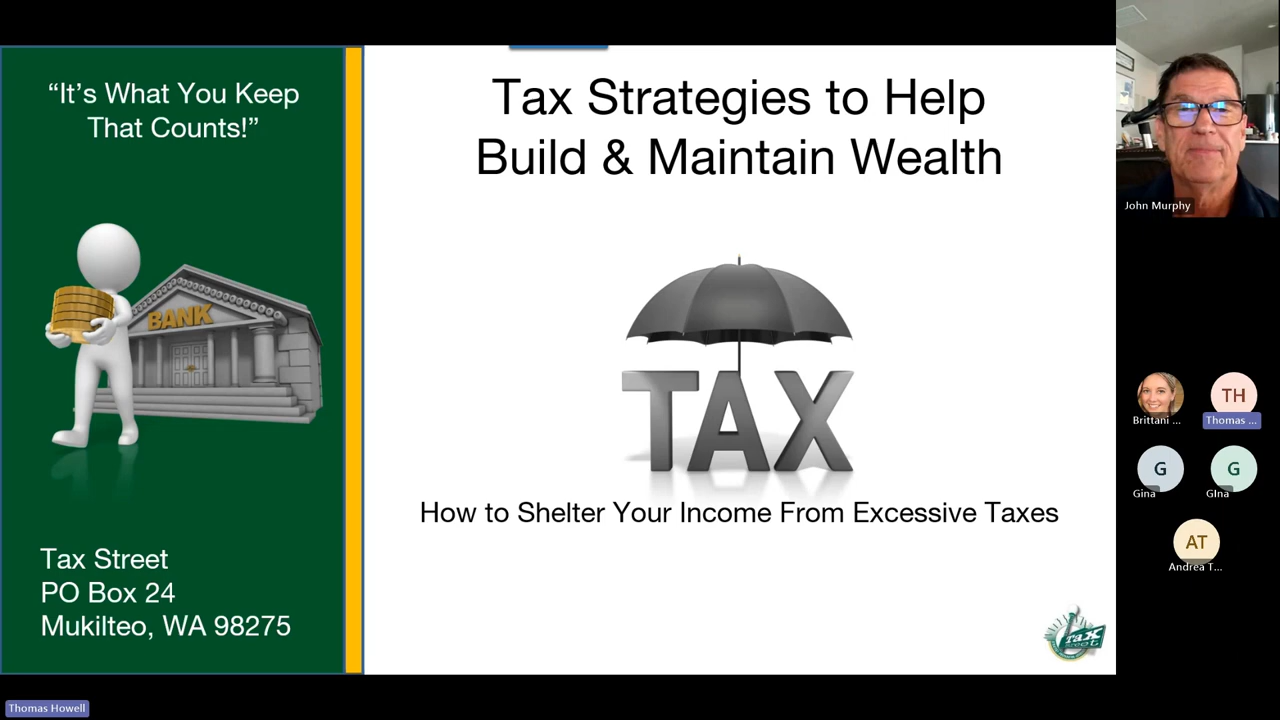 “It’s What You Keep
That Counts!”
BANK
Tax Street
PO Box 24
Mukilteo, WA 98275
Tax Strategies to Help
Build & Maintain Wealth
TAX
How to Shelter Your Income From Excessive Taxes
Tax
Street
John Murphy
Brittani ...
TH
Thomas ...
G
Gina
G
GIna
AT
Andrea T...
Thomas Howell